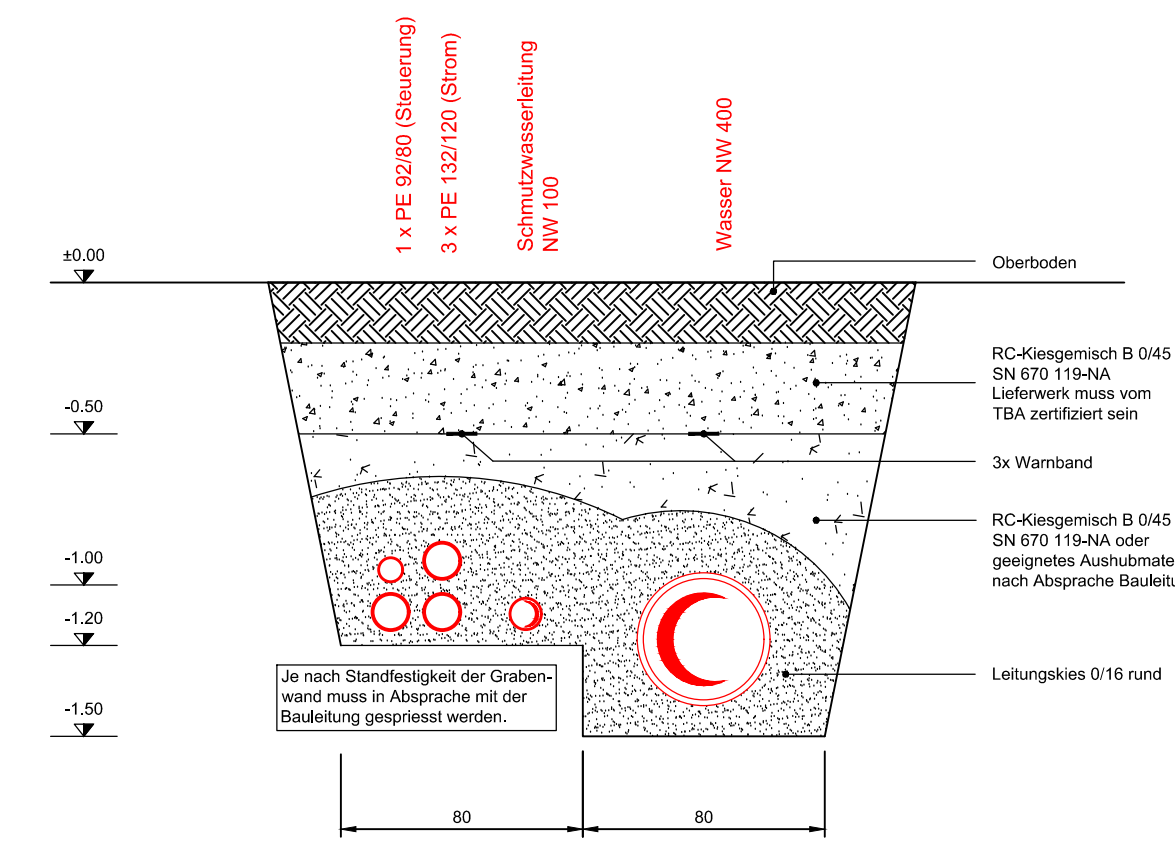 1 x PE 92/80 (Steuerung)
3 x PE 132/120 (Strom)
Schmutzwasserleitung
NW 100
Wasser NW 400
±0.00
Oberboden
RC-Kiesgemisch B 0/45
SN 670 119-NA
Lieferwerk muss vom
TBA zertifiziert sein
-0.50
3x Warnband
RC-Kiesgemisch B 0/45
SN 670 119-NA oder
geeignetes Aushubmate
nach Absprache Bauleitu
-1.00
-1.20
Leitungskies 0/16 rund
Je nach Standfestigkeit der Graben-
wand muss in Absprache mit der
Bauleitung gespriesst werden.
-1.50
80
80